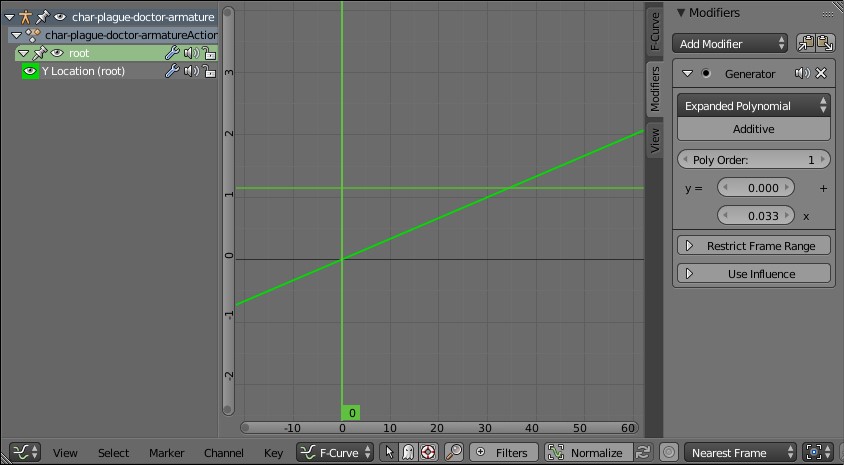 char-plague-doctor-armature
char-plague-doctor-armatureAction
root
Y Location (root)
3
2
1
0
-1
-2
0
-10 0 10 20 30 40 50 60
F-Curve
Modifiers
View
Modifiers
Add Modifier
Generator
Expanded Polynomial
Additive
Poly Order: 1
y = 0.000 +
0.033 x
Restrict Frame Range
Use Influence
View Select Marker Channel Key F-Curve Filters Normalize Nearest Frame